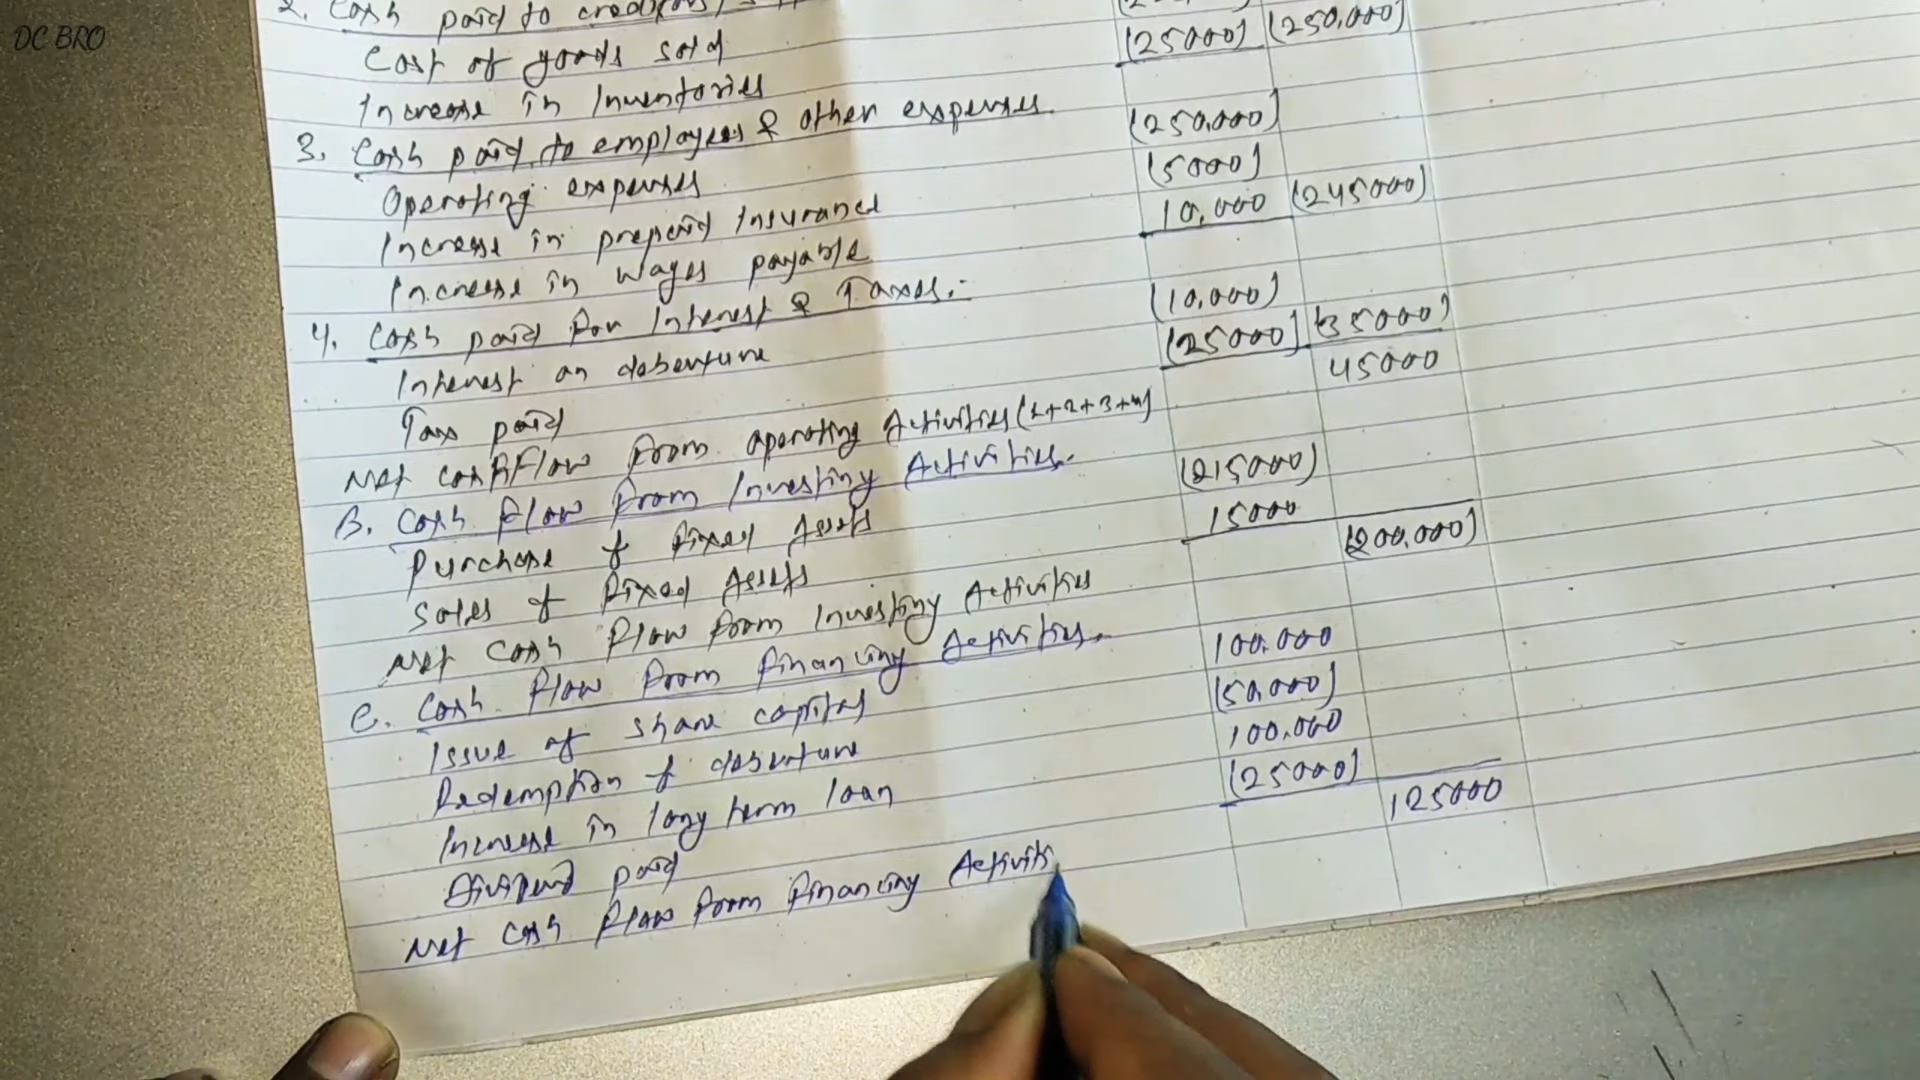 DC BRO
2. Cash paid to
Cost of goods sold (25000) (250,000)
Increase in Inventories
3. Cash paid to employees & other expenses (250,000)
Operating expenses (5000)
Increase in prepaid Insurance 10,000 (245000)
Increase in wages payable
4. Cash paid for Interest & Taxes:- (10,000)
Interest on debenture (25000) (35000)
Tax paid 45000
Net cashflow from operating Activities (1+2+3+4)
B. Cash flow from Investing Activities. (215000)
Purchase of fixed Assets 15000
Sales of fixed Assets (200,000)
Net cash flow from Investing Activities
C. Cash flow from financing Activities. 100,000
Issue of share capital (50,000)
Redemption of debenture 100,000
Increase in long term loan (25000)
Dividend paid 125000
Net cash flow from financing Activiti